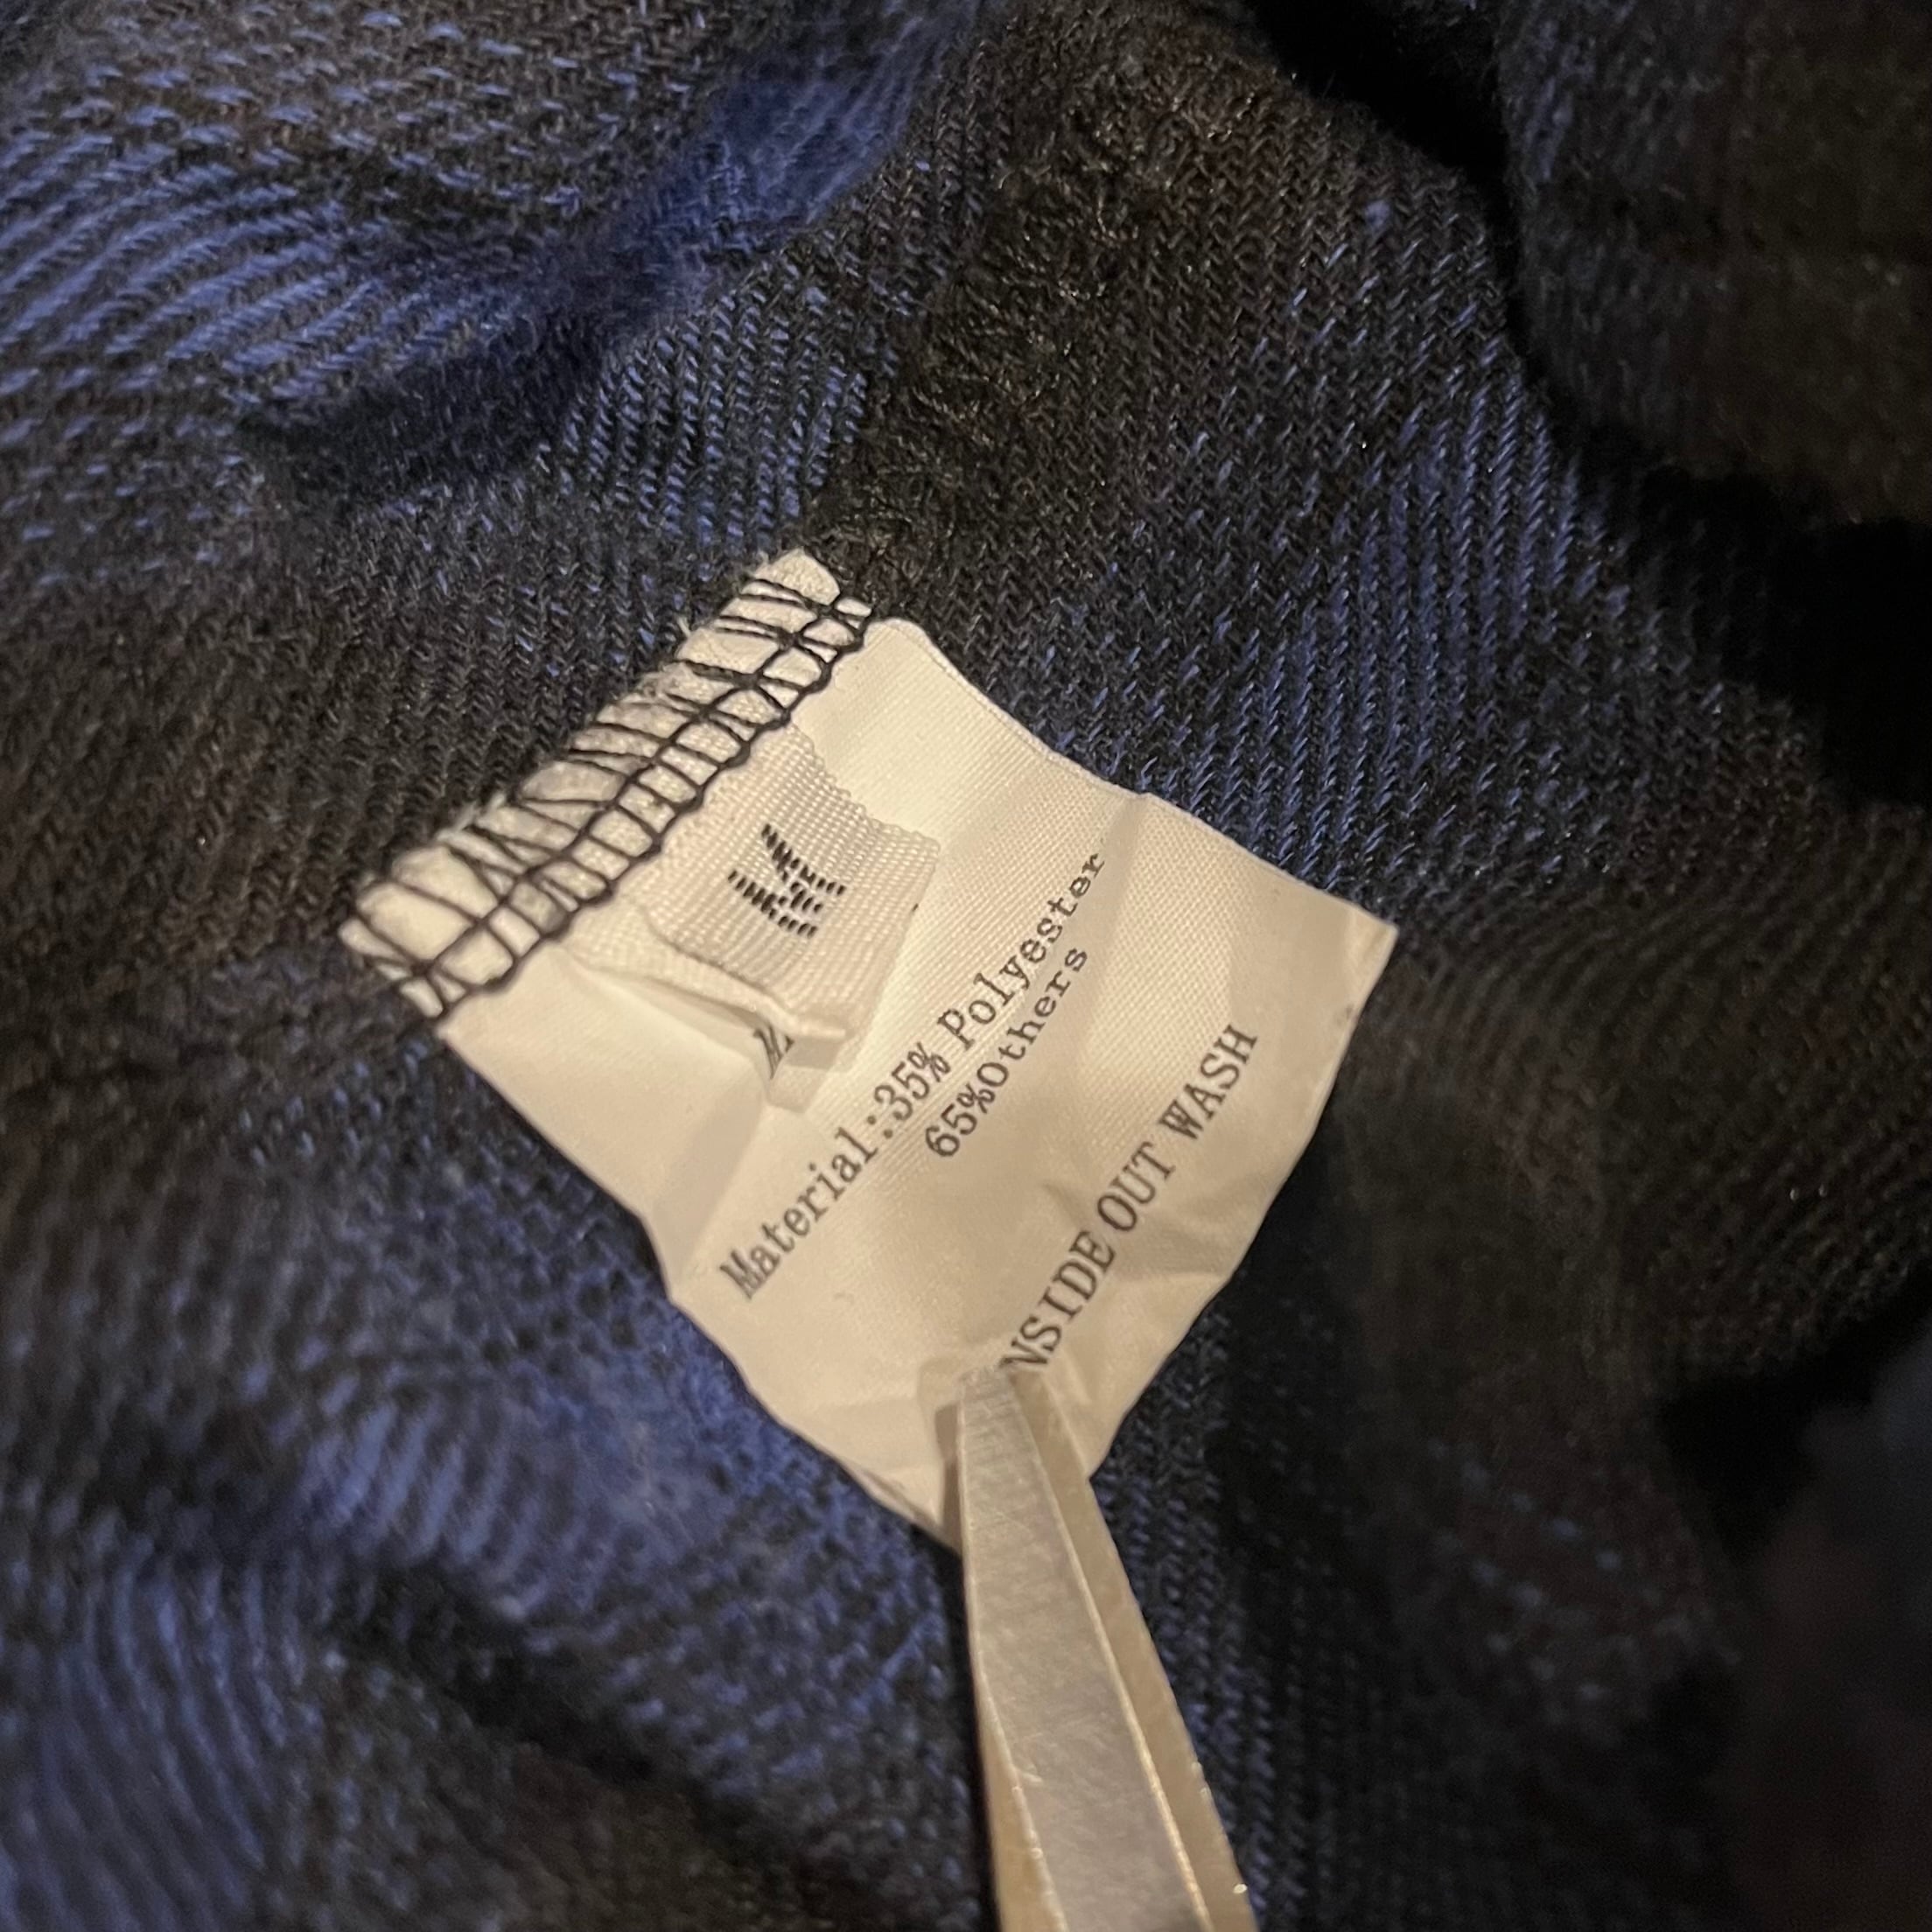 M
Material:35% Polyester
65%Others
NSIDE OUT WASH